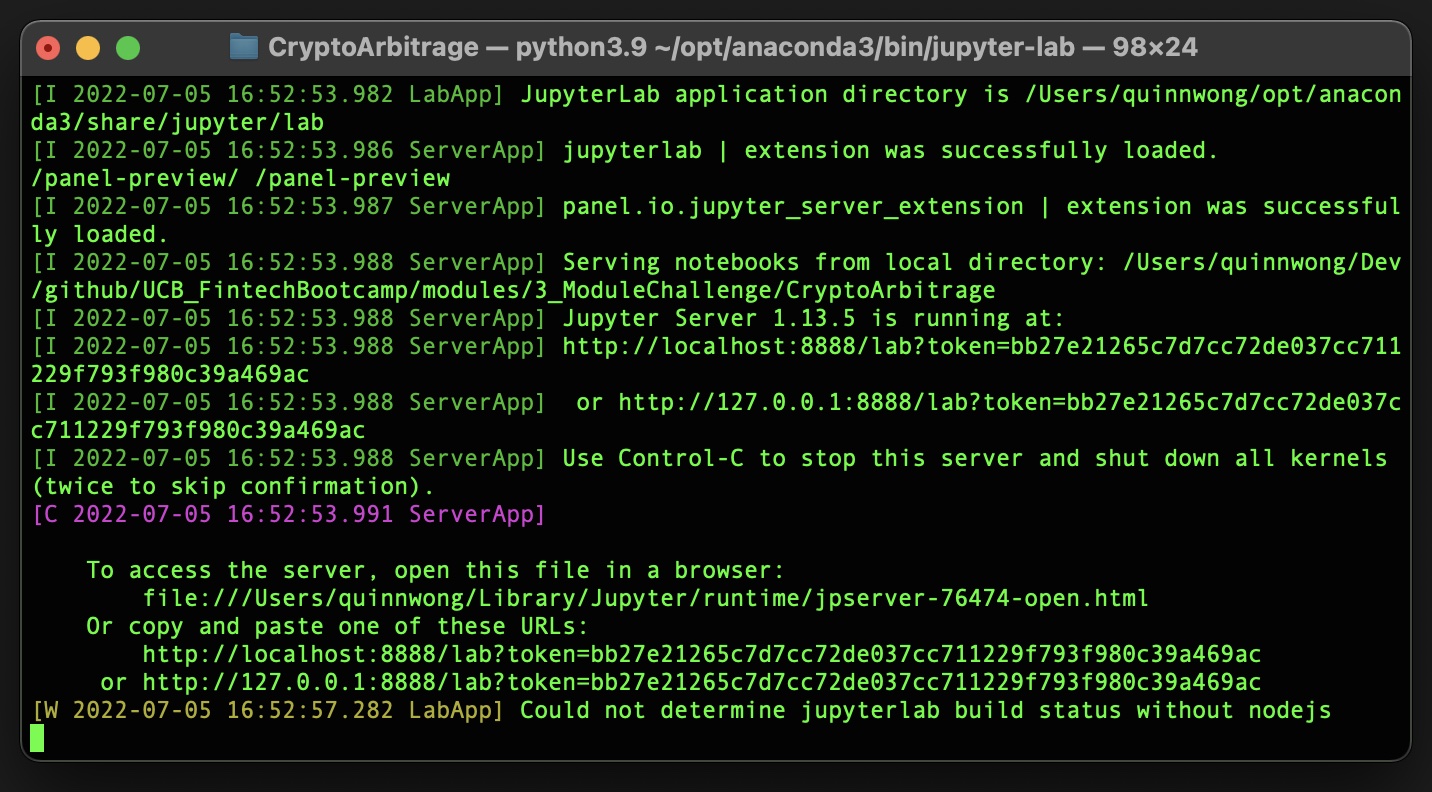 CryptoArbitrage — python3.9 ~/opt/anaconda3/bin/jupyter-lab — 98×24
[I 2022-07-05 16:52:53.982 LabApp] JupyterLab application directory is /Users/quinnwong/opt/anacon
da3/share/jupyter/lab
[I 2022-07-05 16:52:53.986 ServerApp] jupyterlab | extension was successfully loaded.
/panel-preview/ /panel-preview
[I 2022-07-05 16:52:53.987 ServerApp] panel.io.jupyter_server_extension | extension was successful
ly loaded.
[I 2022-07-05 16:52:53.988 ServerApp] Serving notebooks from local directory: /Users/quinnwong/Dev
/github/UCB_FintechBootcamp/modules/3_ModuleChallenge/CryptoArbitrage
[I 2022-07-05 16:52:53.988 ServerApp] Jupyter Server 1.13.5 is running at:
[I 2022-07-05 16:52:53.988 ServerApp] http://localhost:8888/lab?token=bb27e21265c7d7cc72de037cc711
229f793f980c39a469ac
[I 2022-07-05 16:52:53.988 ServerApp]  or http://127.0.0.1:8888/lab?token=bb27e21265c7d7cc72de037c
c711229f793f980c39a469ac
[I 2022-07-05 16:52:53.988 ServerApp] Use Control-C to stop this server and shut down all kernels
(twice to skip confirmation).
[C 2022-07-05 16:52:53.991 ServerApp]
    To access the server, open this file in a browser:
        file:///Users/quinnwong/Library/Jupyter/runtime/jpserver-76474-open.html
    Or copy and paste one of these URLs:
        http://localhost:8888/lab?token=bb27e21265c7d7cc72de037cc711229f793f980c39a469ac
     or http://127.0.0.1:8888/lab?token=bb27e21265c7d7cc72de037cc711229f793f980c39a469ac
[W 2022-07-05 16:52:57.282 LabApp] Could not determine jupyterlab build status without nodejs